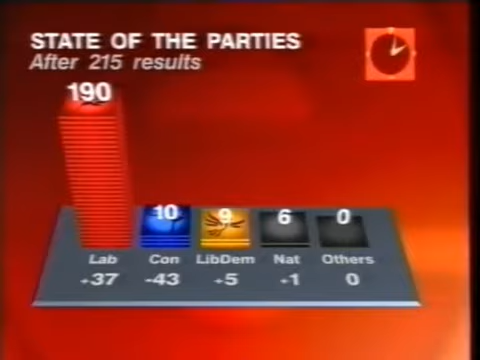 STATE OF THE PARTIES
After 215 results
190
10 9 6 0
Lab Con LibDem Nat Others
+37 -43 +5 +1 0